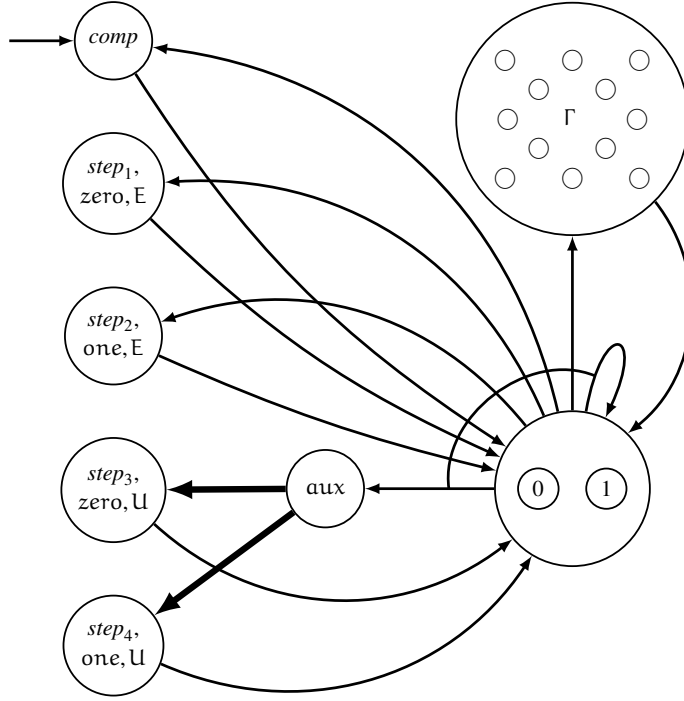 comp
Γ
step₁,
zero, E
step₂,
one, E
step₃,
zero, U
aux
0
1
step₄,
one, U